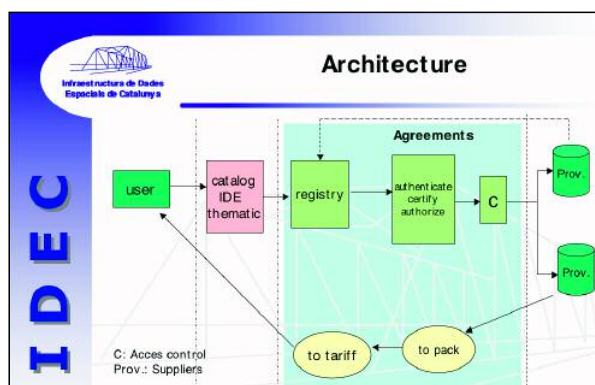 Infraestructura de Dades
Espacials de Catalunya
Architecture
IDEC
Agreements
user
catalog
IDE
thematic
registry
authenticate
certify
authorize
C
Prov.
Prov.
to tariff
to pack
C: Acces control
Prov.: Suppliers